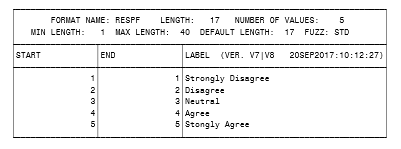 FORMAT NAME: RESPF LENGTH: 17 NUMBER OF VALUES: 5
MIN LENGTH: 1 MAX LENGTH: 40 DEFAULT LENGTH: 17 FUZZ: STD
START END LABEL (VER. V7|V8 20SEP2017:10:12:27)
1 1 Strongly Disagree
2 2 Disagree
3 3 Neutral
4 4 Agree
5 5 Stongly Agree